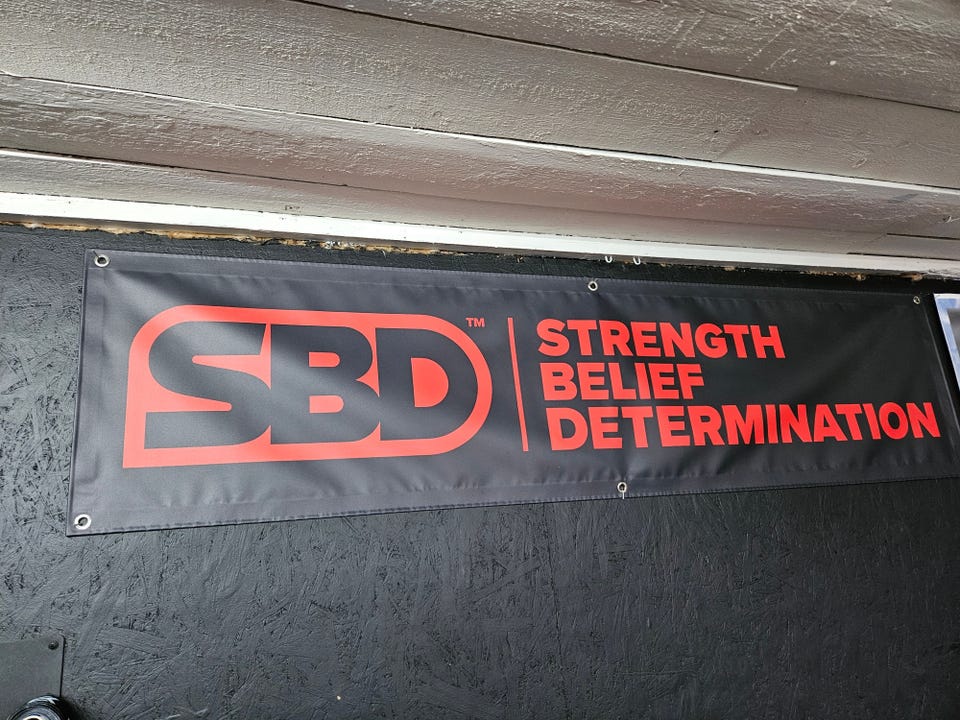 SBD™
STRENGTH
BELIEF
DETERMINATION